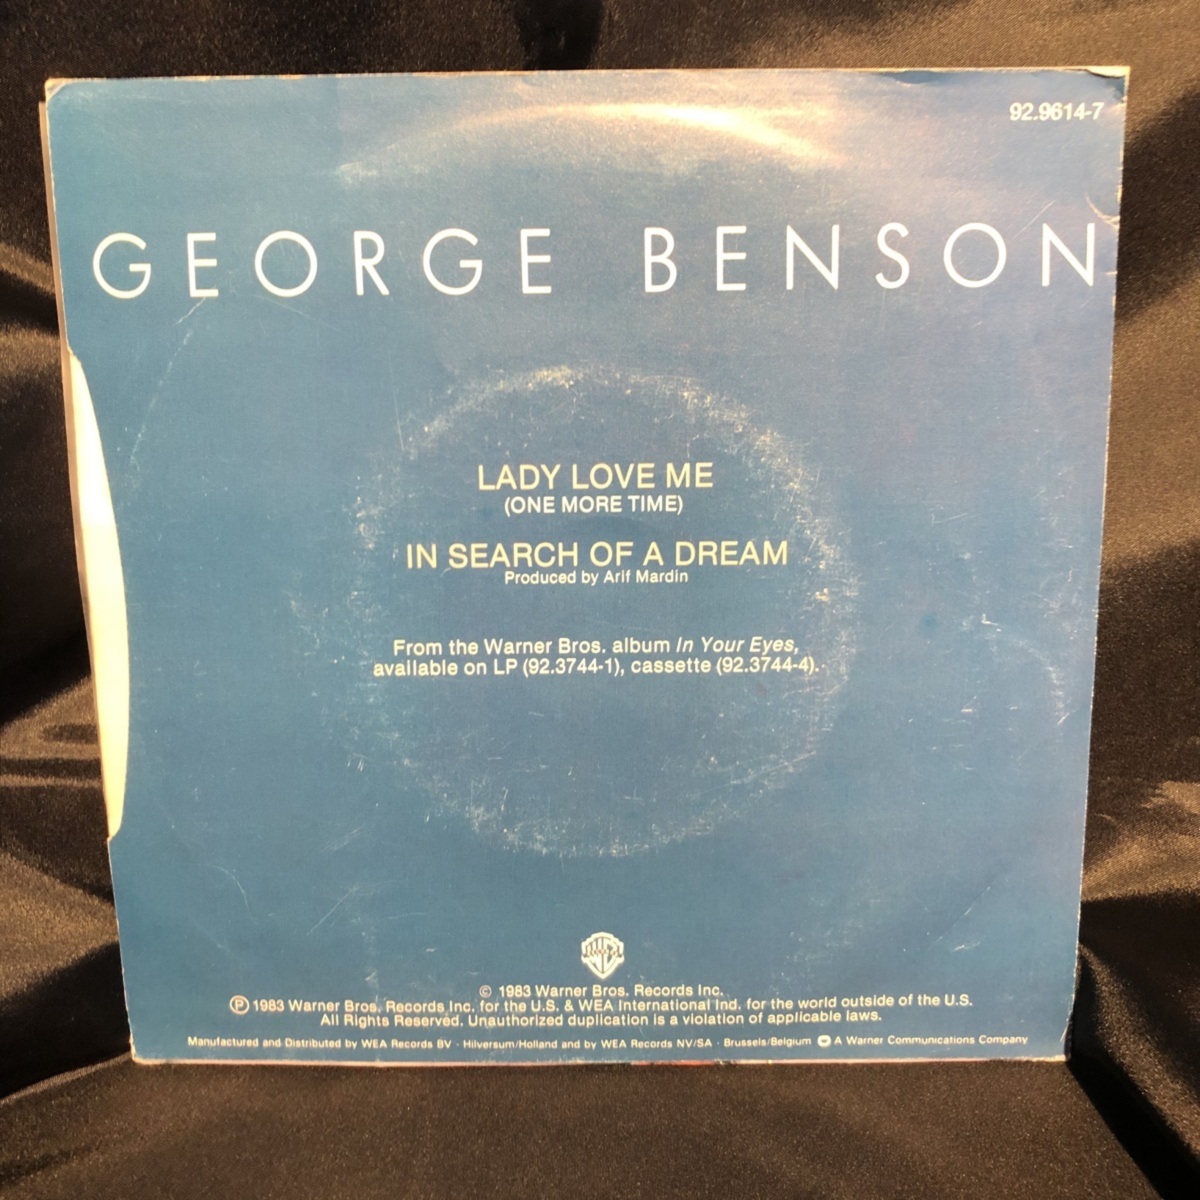 92.9614-7
GEORGE BENSON
LADY LOVE ME
(ONE MORE TIME)
IN SEARCH OF A DREAM
Produced by Arif Mardin
From the Warner Bros. album In Your Eyes,
available on LP (92.3744-1), cassette (92.3744-4).
© 1983 Warner Bros. Records Inc.
℗ 1983 Warner Bros. Records Inc. for the U.S. & WEA International Ind. for the world outside of the U.S.
All Rights Reserved. Unauthorized duplication is a violation of applicable laws.
Manufactured and Distributed by WEA Records BV · Hilversum/Holland and by WEA Records NV/SA · Brussels/Belgium A Warner Communications Company